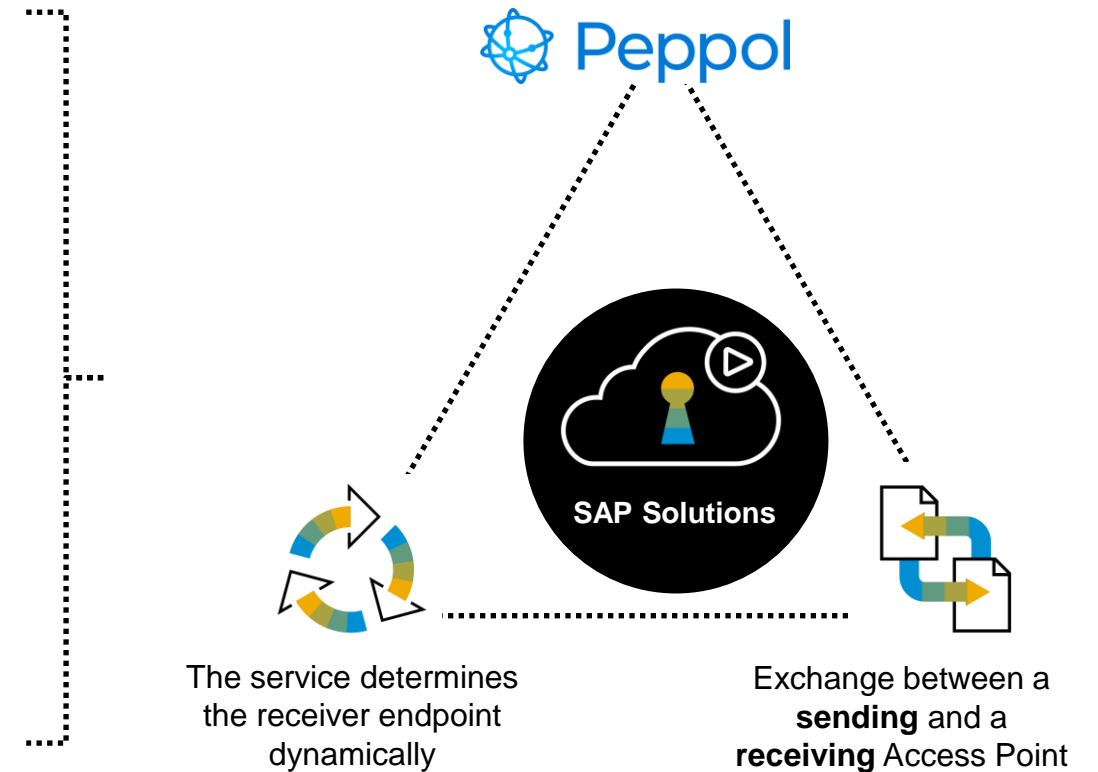 Peppol
SAP Solutions
The service determines
the receiver endpoint
dynamically
Exchange between a
sending and a
receiving Access Point